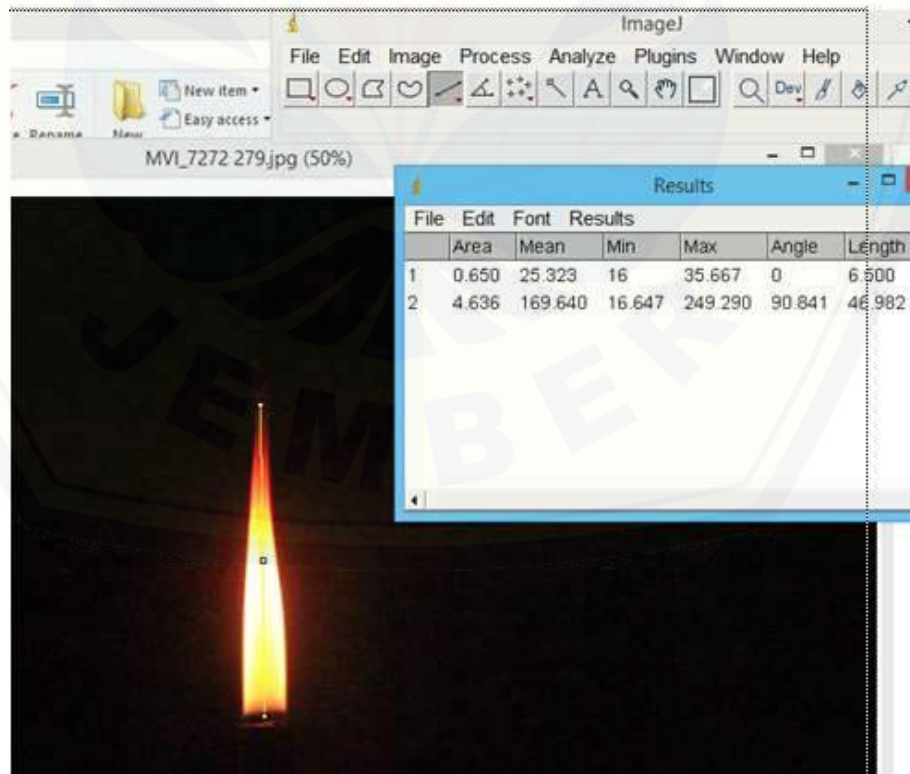 ImageJ
File Edit Image Process Analyze Plugins Window Help
New item
Easy access
Dev
Rename
New
MVI_7272 279.jpg (50%)
Results
File Edit Font Results
Area Mean Min Max Angle Length
1 0.650 25.323 16 35.667 0 6.500
2 4.636 169.640 16.647 249.290 90.841 46.982
JEMBER